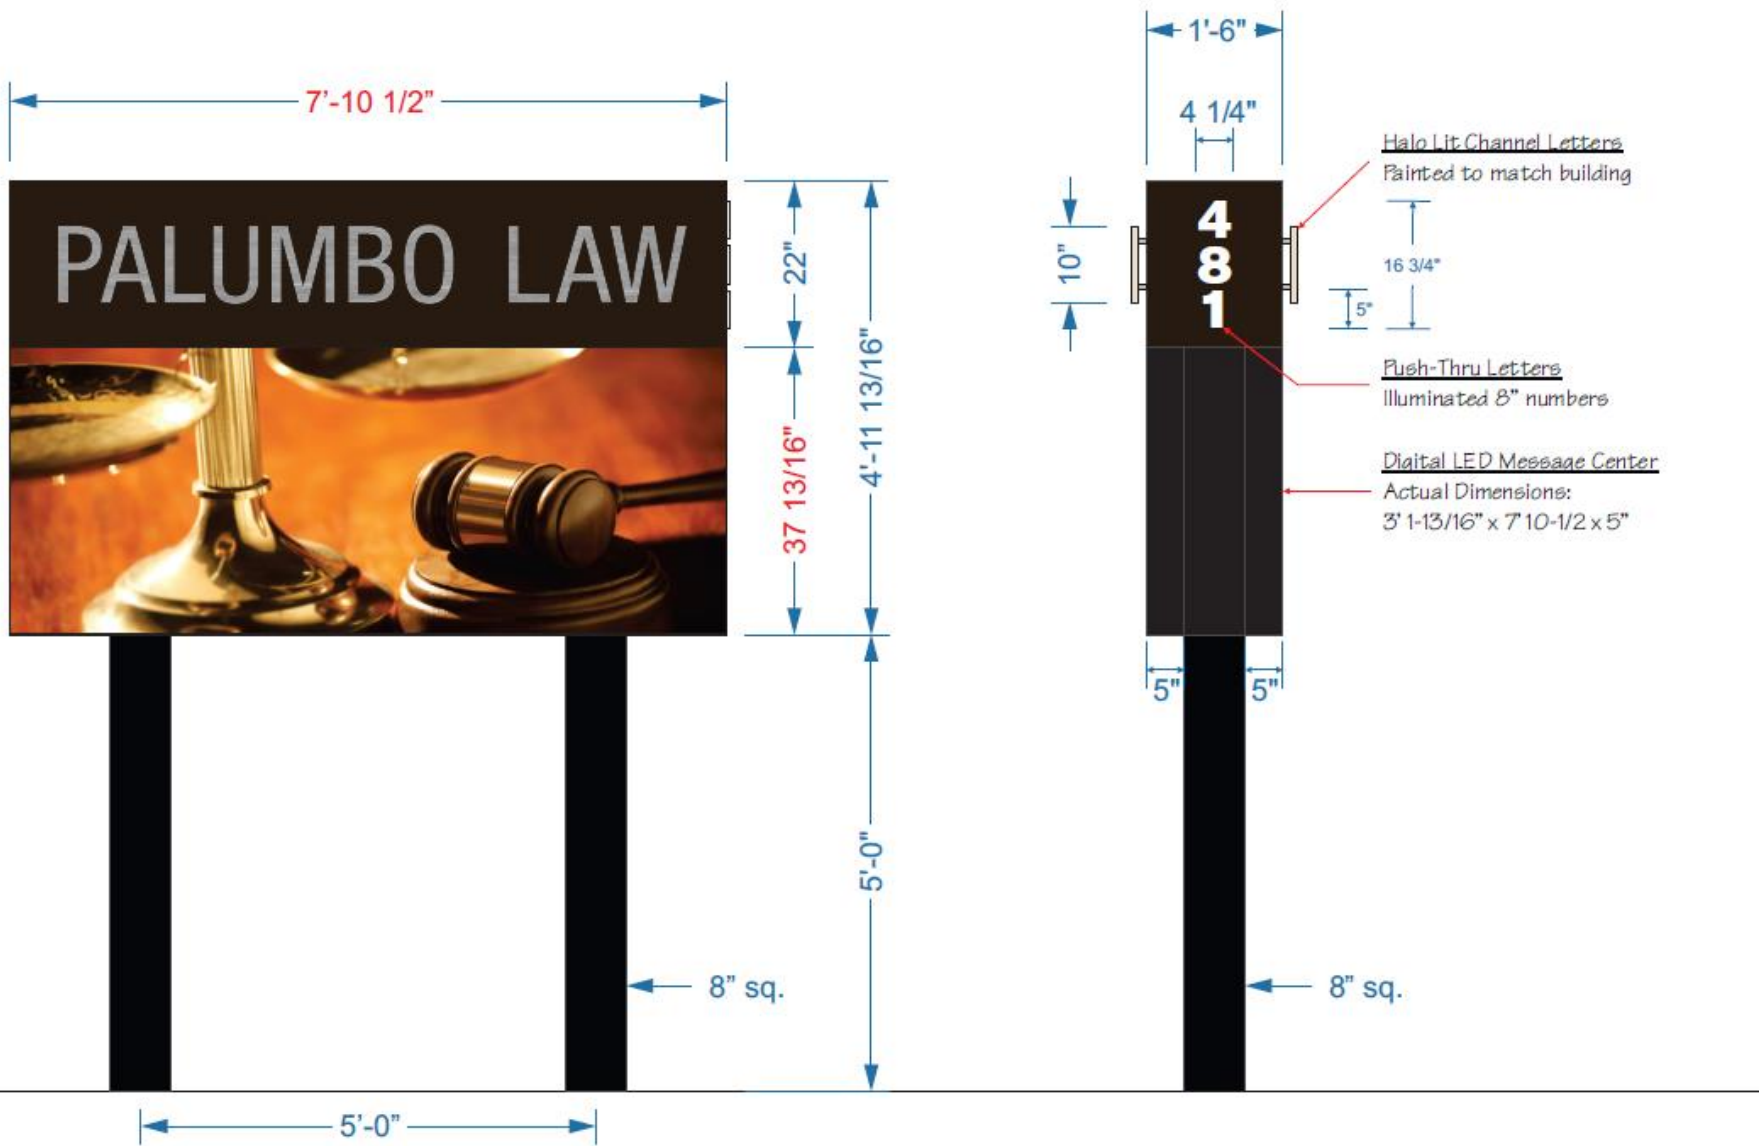 1'-6"
7'-10 1/2”
4 1/4"
Halo Lit Channel Letters
Painted to match building
PALUMBO LAW
22"
4'-11 13/16"
10"
4
8
1
16 3/4"
5"
Push-Thru Letters
Illuminated 8” numbers
37 13/16"
Digital LED Message Center
Actual Dimensions:
3' 1-13/16” x 7' 10-1/2 x 5”
5"
5"
5'-0"
8” sq.
8” sq.
5’-0”